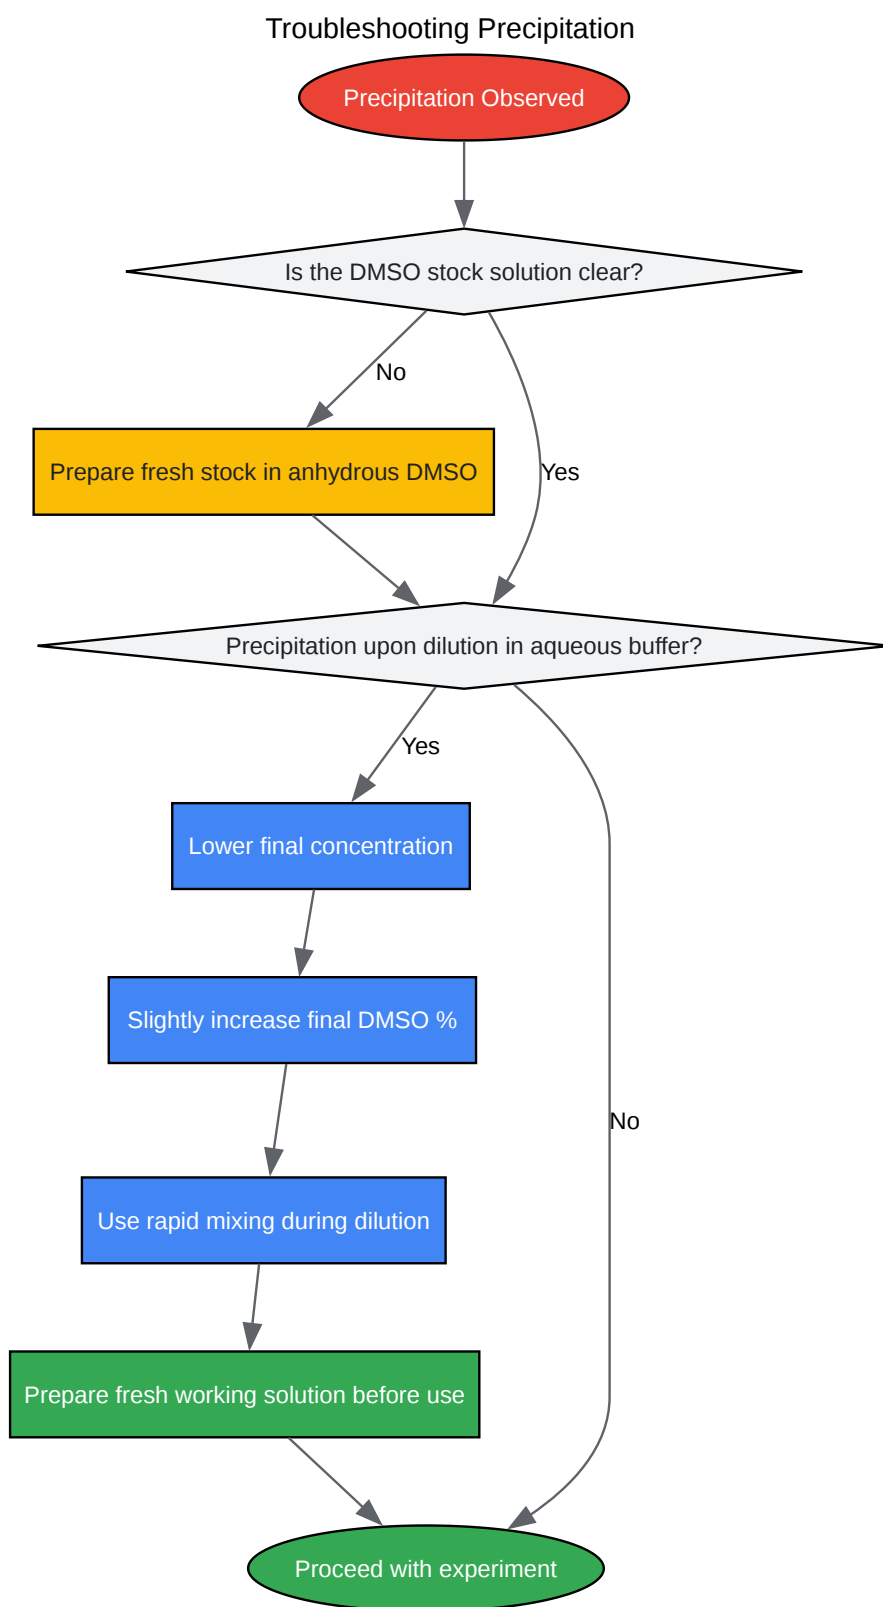 Troubleshooting Precipitation
Precipitation Observed
Is the DMSO stock solution clear?
No
Prepare fresh stock in anhydrous DMSO
Yes
Precipitation upon dilution in aqueous buffer?
Yes
Lower final concentration
Slightly increase final DMSO %
No
Use rapid mixing during dilution
Prepare fresh working solution before use
Proceed with experiment